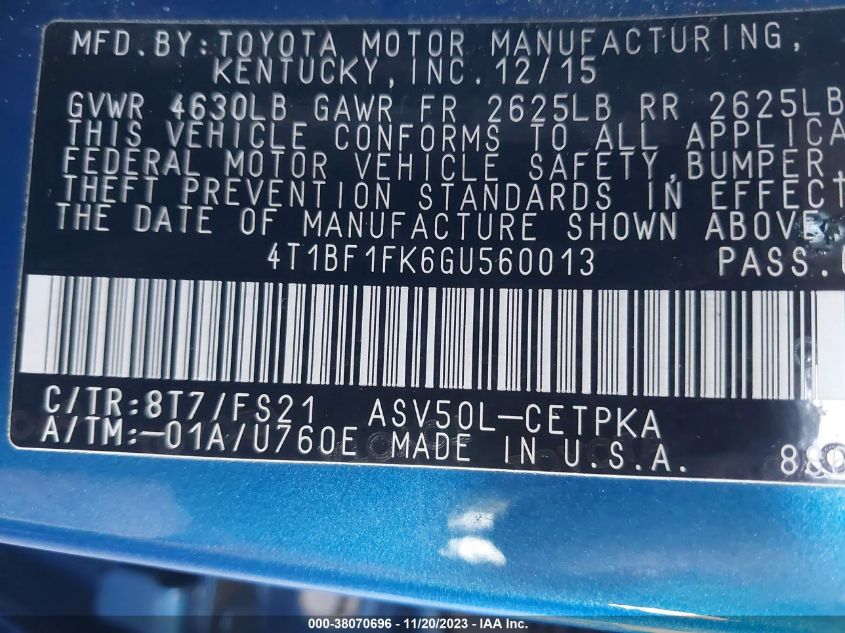 MFD.BY:TOYOTA MOTOR MANUFACTURING,
KENTUCKY,INC.12/15
GVWR 4630LB GAWR FR 2625LB RR 2625LB
THIS VEHICLE CONFORMS TO ALL APPLICA
FEDERAL MOTOR VEHICLE SAFETY,BUMPER,
THEFT PREVENTION STANDARDS IN EFFECT
THE DATE OF MANUFACTURE SHOWN ABOVE.
4T1BF1FK6GU560013 PASS.
C/TR:8T7/FS21 ASV50L-CETPKA
A/TM:-01A/U760E MADE IN U.S.A.
000-38070696 - 11/20/2023 - IAA Inc.